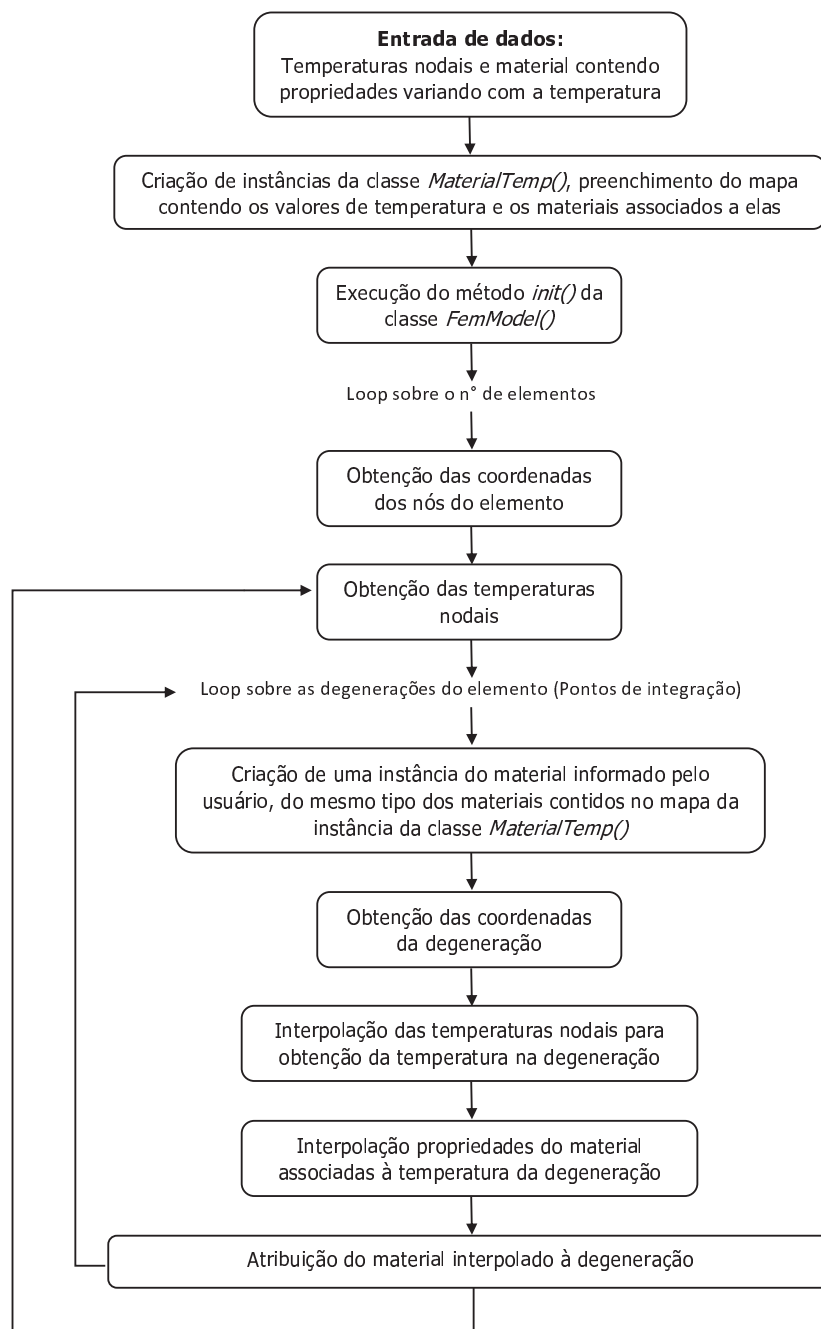 Entrada de dados:
Temperaturas nodais e material contendo
propriedades variando com a temperatura
Criação de instâncias da classe MaterialTemp(), preenchimento do mapa
contendo os valores de temperatura e os materiais associados a elas
Execução do método init() da
classe FemModel()
Loop sobre o n° de elementos
Obtenção das coordenadas
dos nós do elemento
Obtenção das temperaturas
nodais
Loop sobre as degenerações do elemento (Pontos de integração)
Criação de uma instância do material informado pelo
usuário, do mesmo tipo dos materiais contidos no mapa da
instância da classe MaterialTemp()
Obtenção das coordenadas
da degeneração
Interpolação das temperaturas nodais para
obtenção da temperatura na degeneração
Interpolação propriedades do material
associadas à temperatura da degeneração
Atribuição do material interpolado à degeneração